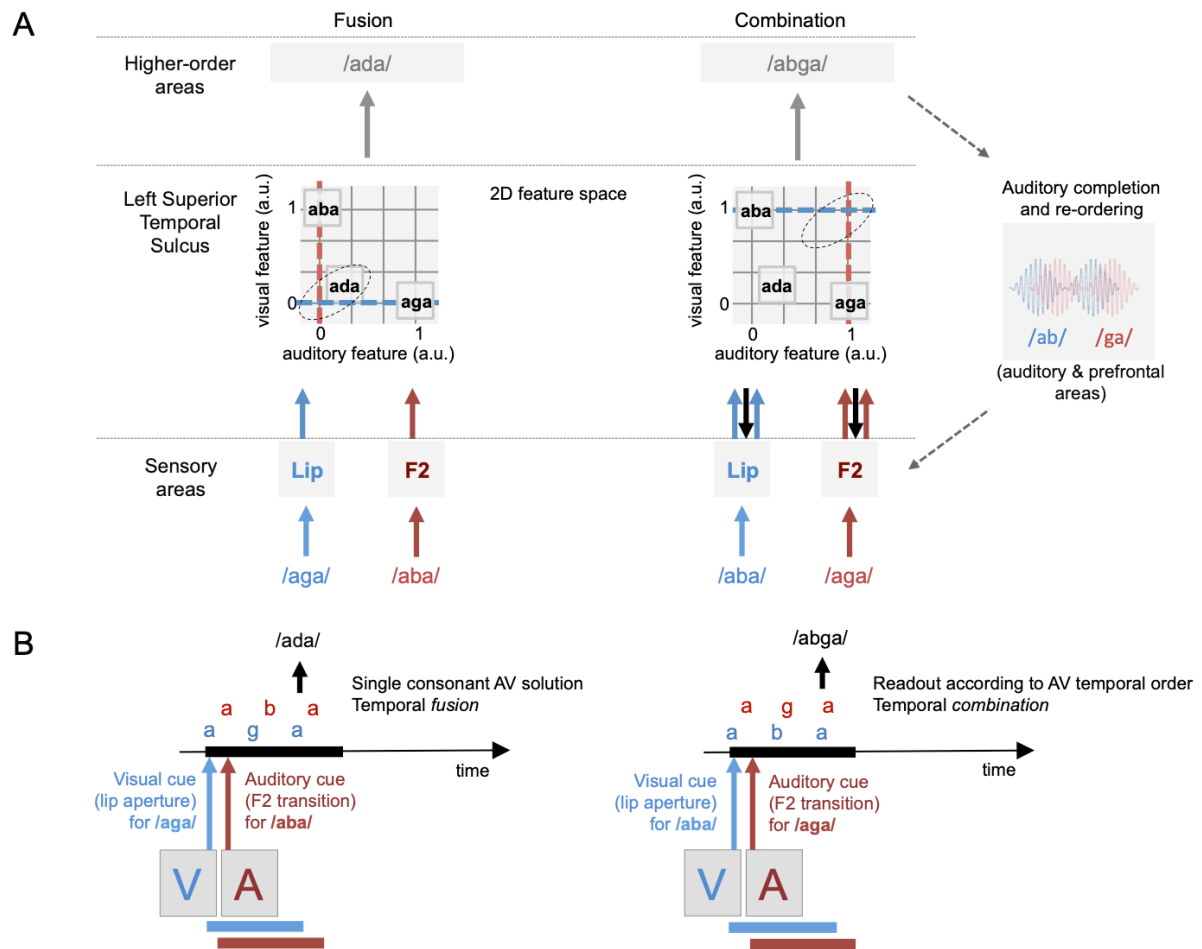 A
Fusion
Combination
Higher-order
areas
/ada/
/abga/
Left Superior
Temporal
Sulcus
visual feature (a.u.)
1
0
aba
ada
aga
0
1
auditory feature (a.u.)
2D feature space
visual feature (a.u.)
1
0
aba
ada
aga
0
1
auditory feature (a.u.)
Auditory completion
and re-ordering
/ab/
/ga/
(auditory & prefrontal
areas)
Sensory
areas
Lip
F2
Lip
F2
/aga/
/aba/
/aba/
/aga/
B
/ada/
Single consonant AV solution
Temporal fusion
a b a
a g a
time
Visual cue
(lip aperture)
for /aga/
Auditory cue
(F2 transition)
for /aba/
V
A
/abga/
Readout according to AV temporal order
Temporal combination
a g a
a b a
time
Visual cue
(lip aperture)
for /aba/
Auditory cue
(F2 transition)
for /aga/
V
A